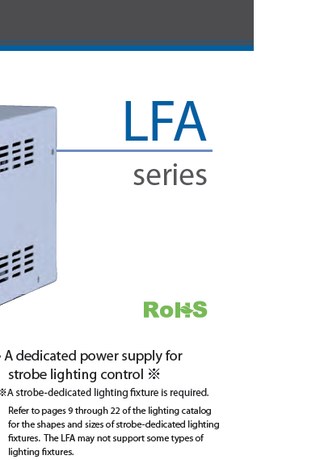 LFA
series
RoHS
A dedicated power supply for
strobe lighting control ※
※A strobe-dedicated lighting fixture is required.
Refer to pages 9 through 22 of the lighting catalog
for the shapes and sizes of strobe-dedicated lighting
fixtures. The LFA may not support some types of
lighting fixtures.